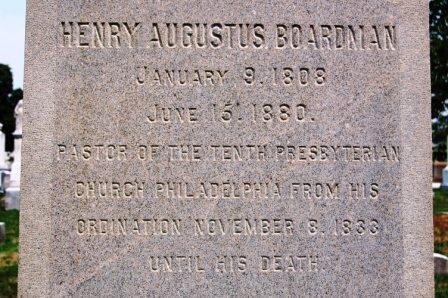 HENRY AUGUSTUS BOARDMAN
JANUARY 9. 1808
JUNE 15. 1880.
PASTOR OF THE TENTH PRESBYTERIAN
CHURCH PHILADELPHIA FROM HIS
ORDINATION NOVEMBER 8. 1833
UNTIL HIS DEATH.